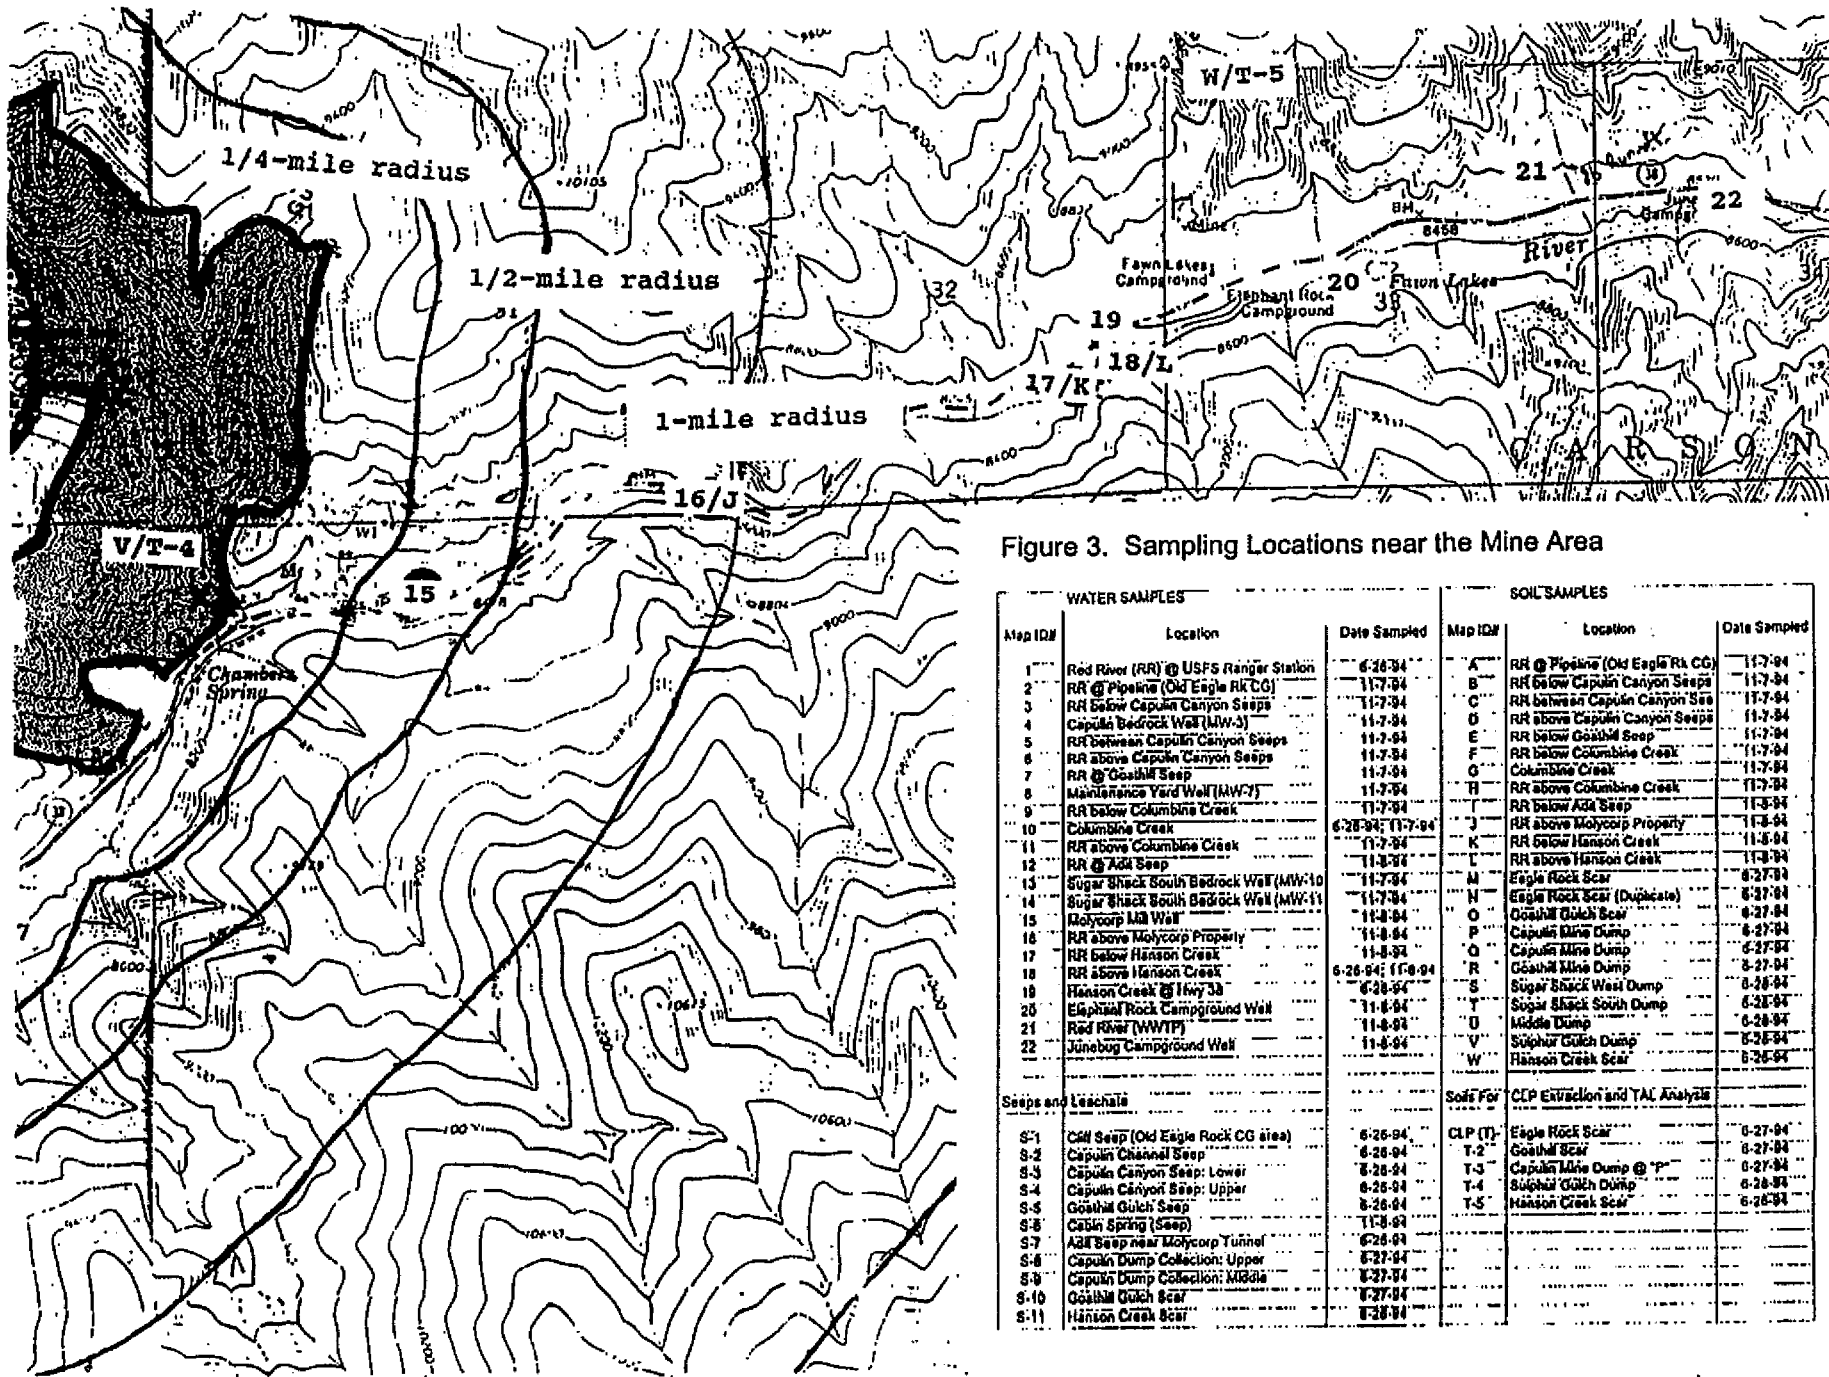 W/T-5
1/4-mile radius
21
22
10105
8458
River
8600
1/2-mile radius
Fawn Lakes
Campground
32
20
Fawn Lakes
Elephant Rock
Campground
19
8600
18/L
17/K
1-mile radius
8400
C A R S O N
16/J
V/T-4
15
Chambers
Spring
8804
9000
7
8600
10613
10600
Figure 3. Sampling Locations near the Mine Area
WATER SAMPLES SOIL SAMPLES
Map ID# Location Date Sampled Map ID# Location Date Sampled
1 Red River (RR) @ USFS Ranger Station 6-26-94 A RR @ Pipeline (Old Eagle Rk CG) 11-7-94
2 RR @ Pipeline (Old Eagle Rk CG) 11-7-94 B RR below Capulin Canyon Seeps 11-7-94
3 RR below Capulin Canyon Seeps 11-7-94 C RR between Capulin Canyon See 11-7-94
4 Capulin Bedrock Well (MW-3) 11-7-94 D RR above Capulin Canyon Seeps 11-7-94
5 RR between Capulin Canyon Seeps 11-7-94 E RR below Goathill Seep 11-7-94
6 RR above Capulin Canyon Seeps 11-7-94 F RR below Columbine Creek 11-7-94
7 RR @ Goathill Seep 11-7-94 G Columbine Creek 11-7-94
8 Maintenance Yard Well (MW-7) 11-7-94 H RR above Columbine Creek 11-7-94
9 RR below Columbine Creek 11-7-94 I RR below Adit Seep 11-8-94
10 Columbine Creek 6-26-94; 11-7-94 J RR above Molycorp Property 11-8-94
11 RR above Columbine Creek 11-7-94 K RR below Hanson Creek 11-8-94
12 RR @ Adit Seep 11-8-94 L RR above Hanson Creek 11-8-94
13 Sugar Shack South Bedrock Well (MW-10 11-7-94 M Eagle Rock Scar 6-27-94
14 Sugar Shack South Bedrock Well (MW-11 11-7-94 N Eagle Rock Scar (Duplicate) 6-27-94
15 Molycorp Mill Well 11-8-94 O Goathill Gulch Scar 6-27-94
16 RR above Molycorp Property 11-8-94 P Capulin Mine Dump 6-27-94
17 RR below Hanson Creek 11-8-94 Q Capulin Mine Dump 6-27-94
18 RR above Hanson Creek 6-26-94; 11-8-94 R Goathill Mine Dump 6-27-94
19 Hanson Creek @ Hwy 38 6-28-94 S Sugar Shack West Dump 6-28-94
20 Elephant Rock Campground Well 11-8-94 T Sugar Shack South Dump 6-28-94
21 Red River (WWTP) 11-8-94 U Middle Dump 6-28-94
22 Junebug Campground Well 11-8-94 V Sulphur Gulch Dump 6-28-94
W Hanson Creek Scar 6-26-94
Seeps and Leachate Soils For CLP Extraction and TAL Analysis
S-1 Cliff Seep (Old Eagle Rock CG area) 6-26-94 CLP (T)- Eagle Rock Scar 6-27-94
S-2 Capulin Channel Seep 6-26-94 T-2 Goathill Scar 6-27-94
S-3 Capulin Canyon Seep: Lower 6-26-94 T-3 Capulin Mine Dump @ "P" 6-27-94
S-4 Capulin Canyon Seep: Upper 6-26-94 T-4 Sulphur Gulch Dump 6-28-94
S-5 Goathill Gulch Seep 6-26-94 T-5 Hanson Creek Scar 6-26-94
S-6 Cabin Spring (Seep) 11-8-94
S-7 Adit Seep near Molycorp Tunnel 6-26-94
S-8 Capulin Dump Collection: Upper 6-27-94
S-9 Capulin Dump Collection: Middle 6-27-94
S-10 Goathill Gulch Scar 6-27-94
S-11 Hanson Creek Scar 6-26-94